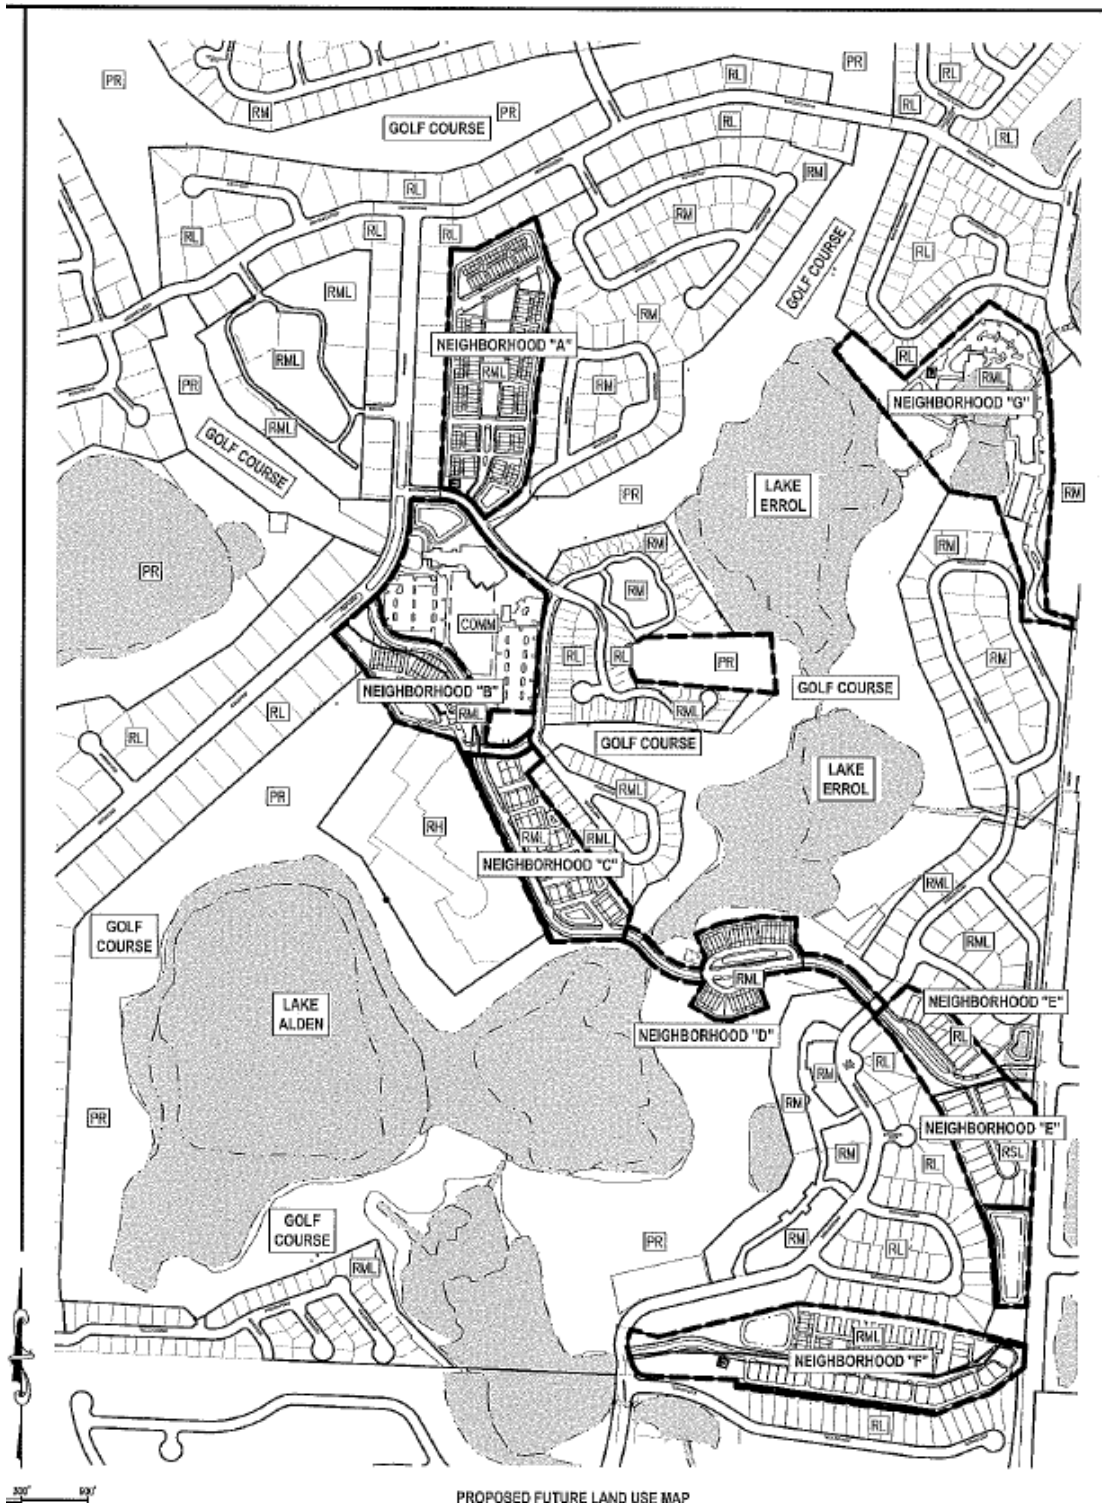 PR
RL
PR
RL
RM
PR
RL
GOLF COURSE
RL
RL
RM
RL
RM
RL
RL
RL
RL
GOLF COURSE
RL
RML
RM
NEIGHBORHOOD "A"
RML
RML
RM
RL
RML
PR
NEIGHBORHOOD "G"
RML
GOLF COURSE
LAKE
ERROL
PR
RM
RM
RM
PR
RM
COMM
RL
RL
PR
RM
NEIGHBORHOOD "B"
GOLF COURSE
RML
RML
RL
RL
GOLF COURSE
LAKE
ERROL
PR
RML
RH
RML
RML
NEIGHBORHOOD "C"
RML
GOLF
COURSE
RML
RML
LAKE
ALDEN
NEIGHBORHOOD "E"
NEIGHBORHOOD "D"
RL
RL
RM
RM
PR
NEIGHBORHOOD "E"
RM
RSL
RL
GOLF
COURSE
RM
PR
RL
RML
RML
NEIGHBORHOOD "F"
RL
300'
PROPOSED FUTURE LAND USE MAP